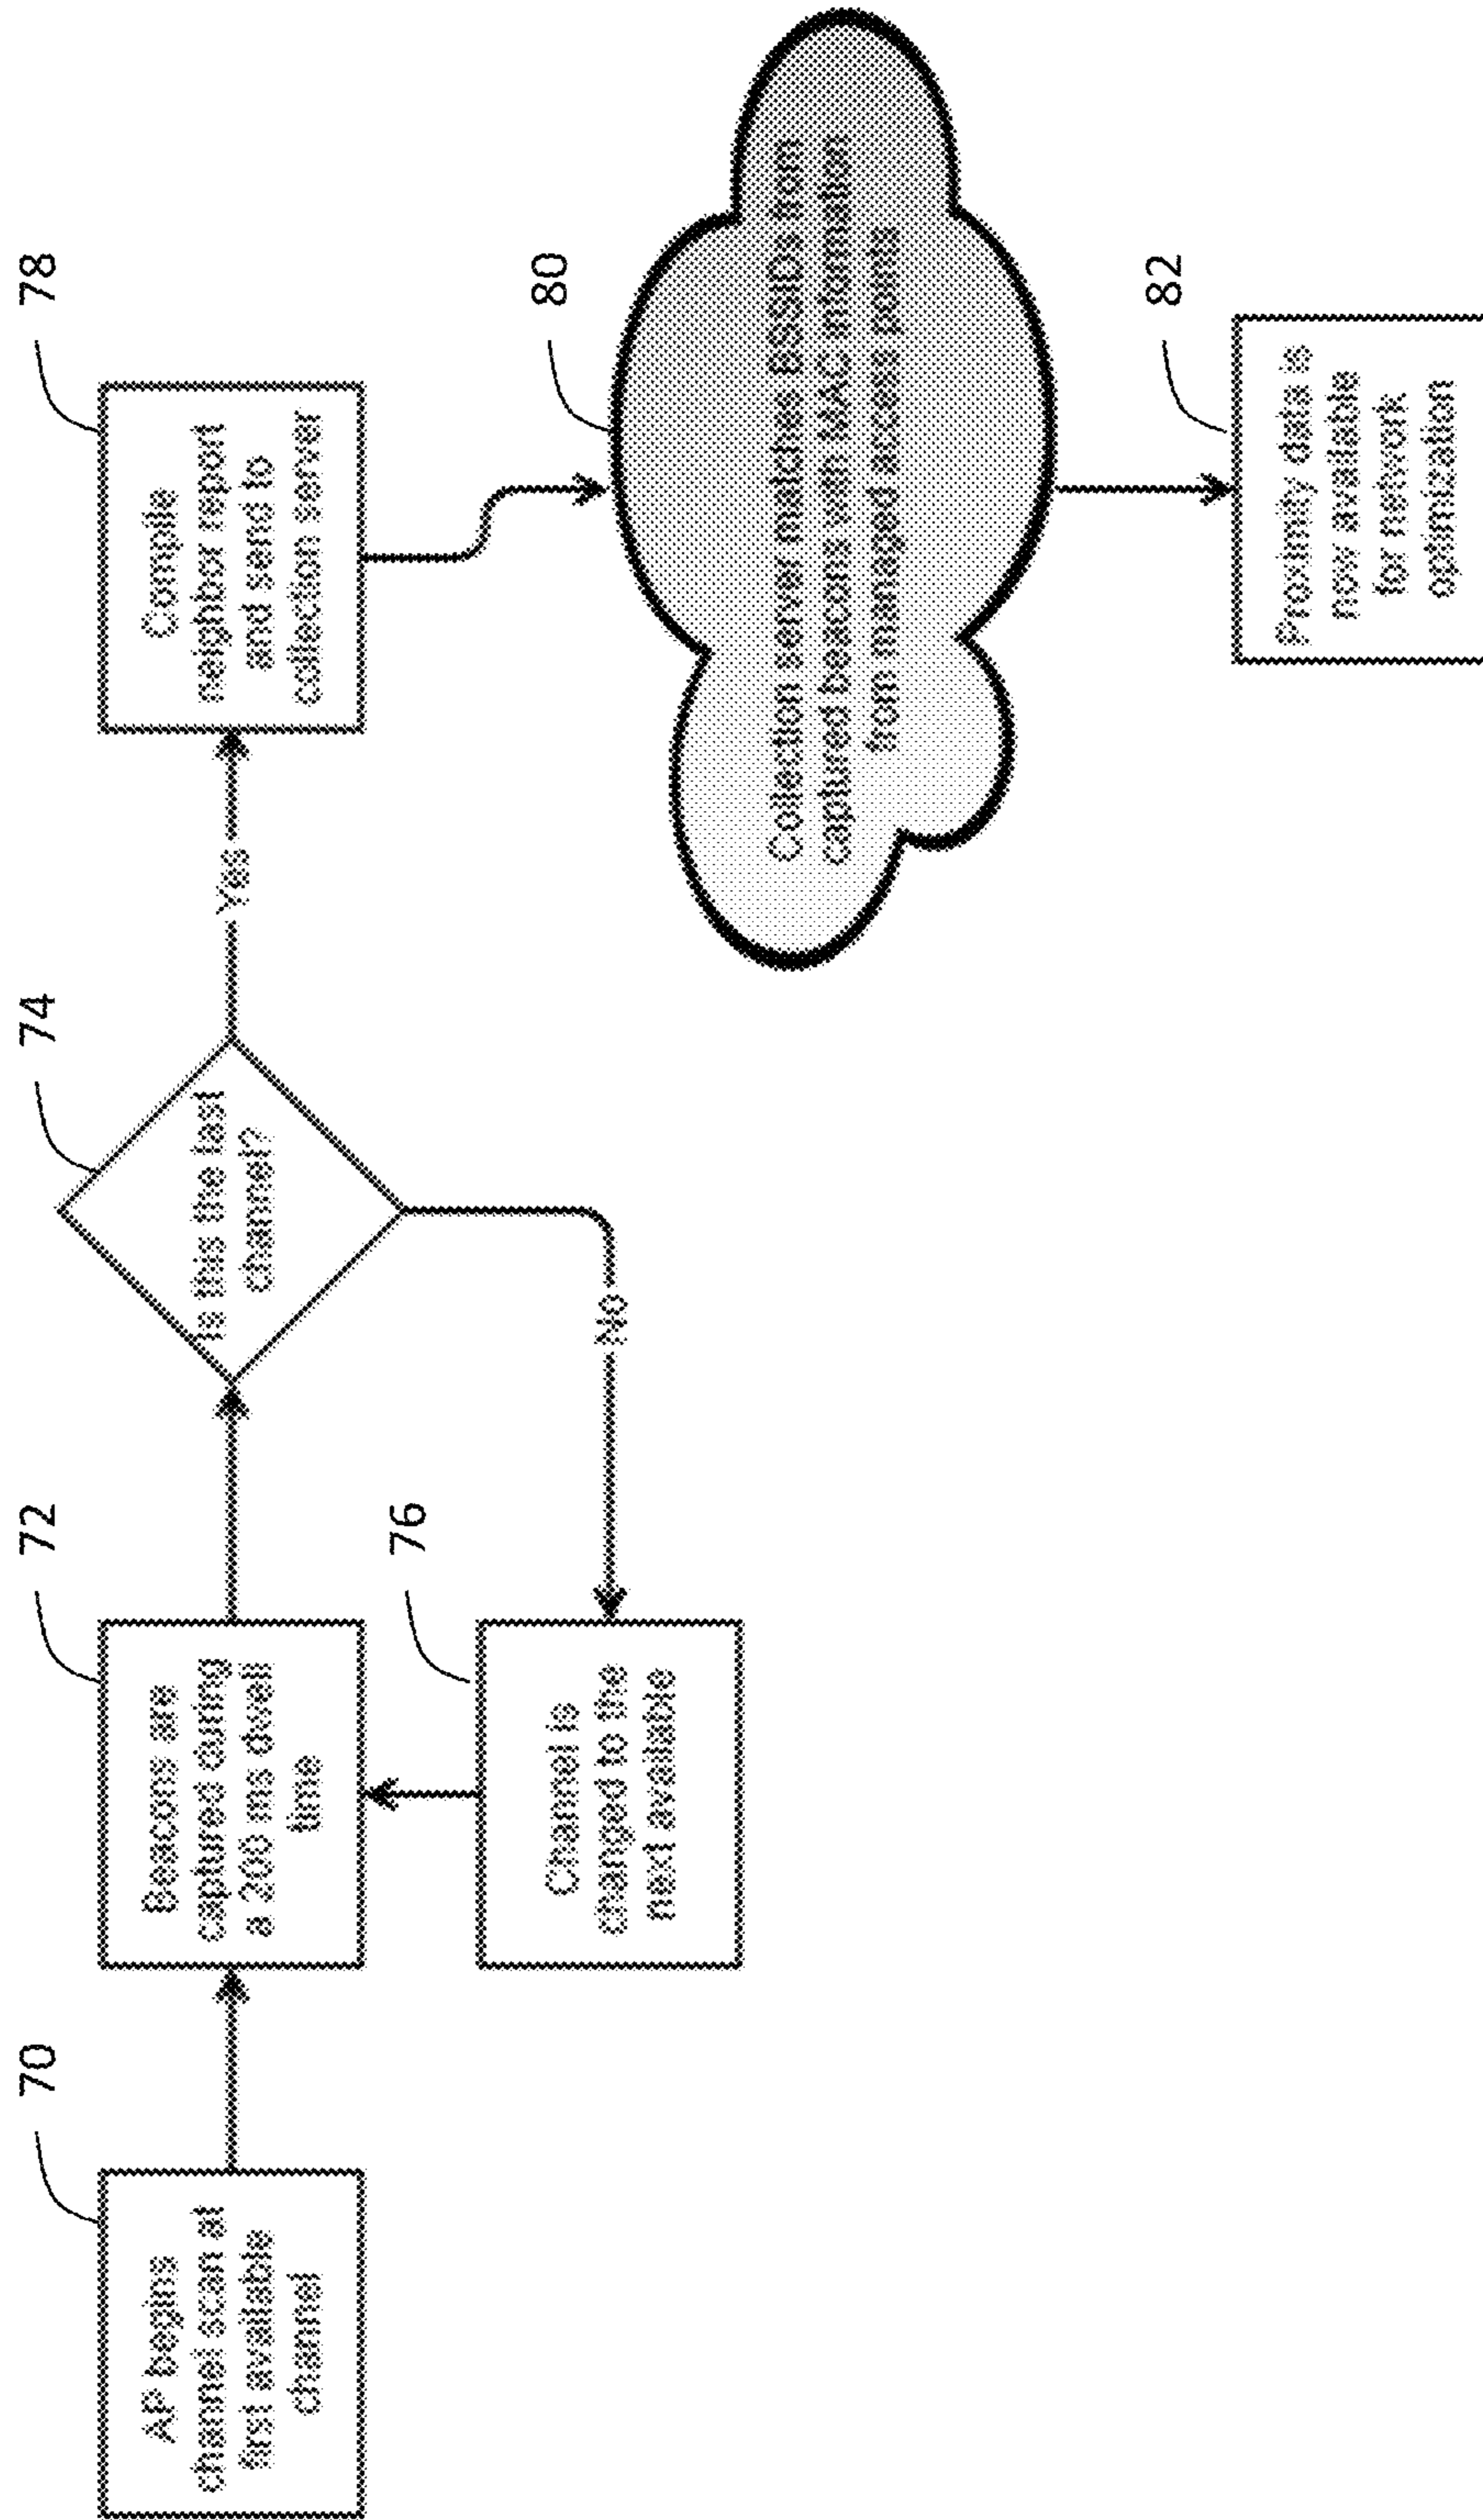 70
AP begins
channel scan at
first available
channel
72
Beacons are
captured during
a 200 ms dwell
time
74
Is this the last
channel?
Yes
No
76
Channel is
changed to the
next available
78
Compile
neighbor report
and send to
collection server
80
Collection server matches BSSIDs from
captured beacons with MAC information
from managed access points
82
Proximity data is
now available
for network
optimization